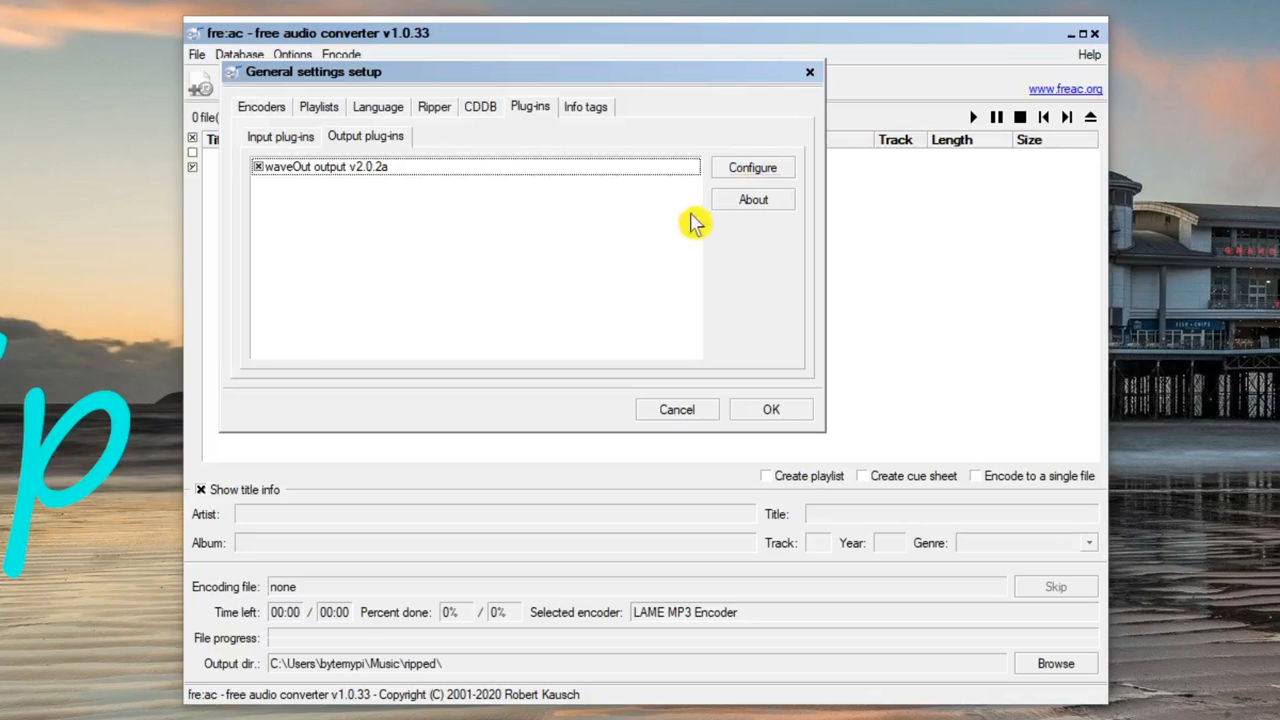 fre:ac - free audio converter v1.0.33
File Database Options Encode Help
General settings setup
www.freac.org
Encoders Playlists Language Ripper CDDB Plug-ins Info tags
0 file(
Input plug-ins Output plug-ins
Track Length Size
waveOut output v2.0.2a
Configure
About
Cancel OK
Create playlist Create cue sheet Encode to a single file
Show title info
Artist: Title:
Album: Track: Year: Genre:
Encoding file: none Skip
Time left: 00:00 / 00:00 Percent done: 0% / 0% Selected encoder: LAME MP3 Encoder
File progress:
Output dir.: C:\Users\bytemypi\Music\ripped\ Browse
fre:ac - free audio converter v1.0.33 - Copyright (C) 2001-2020 Robert Kausch
p
FISH & CHIPS